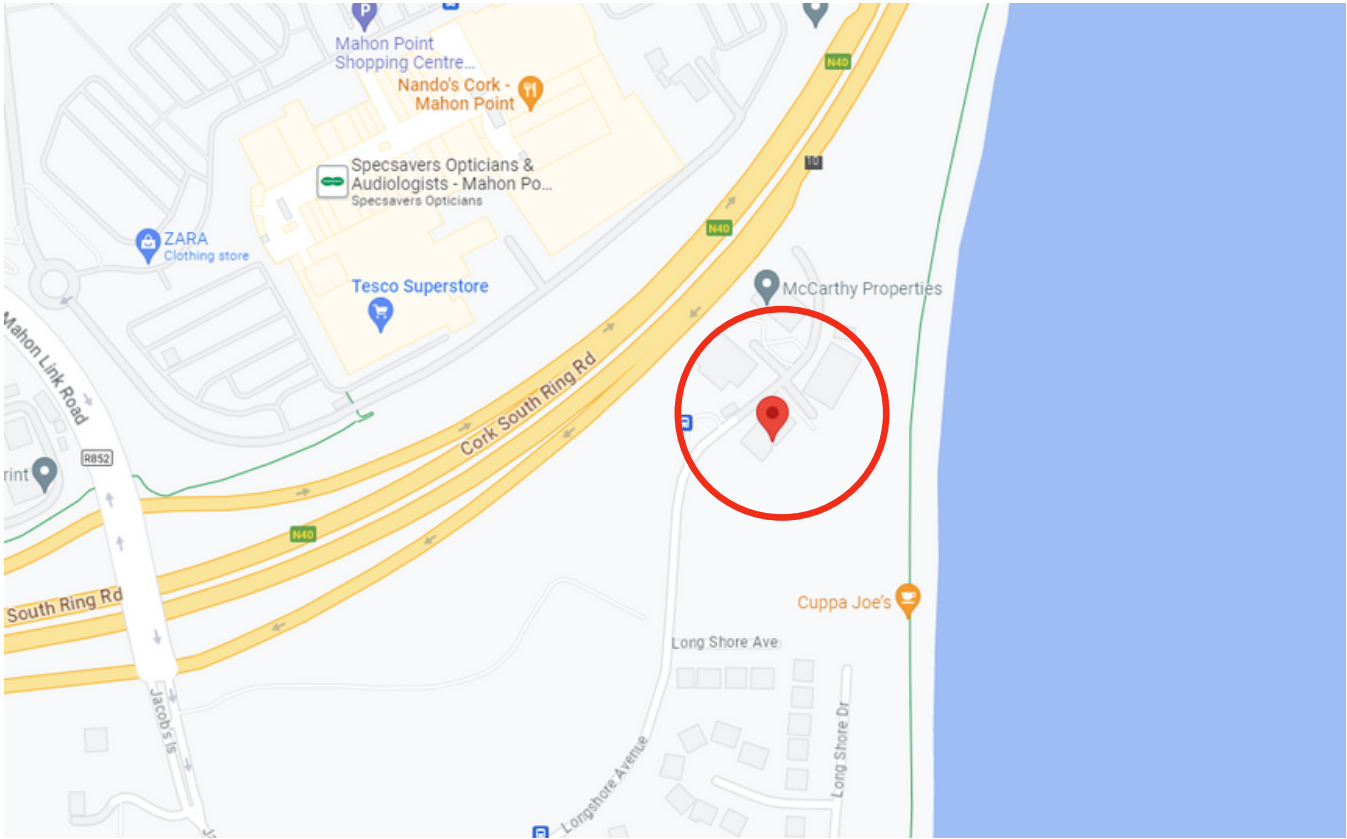 P
Mahon Point
Shopping Centre...
Nando's Cork -
Mahon Point
N40
Specsavers Opticians &
Audiologists - Mahon Po...
Specsavers Opticians
10
N40
ZARA
Clothing store
Tesco Superstore
McCarthy Properties
Mahon Link Road
Cork South Ring Rd
R852
rint
N40
South Ring Rd
Cuppa Joe's
Long Shore Ave
Jacob's Is
Long Shore Dr
Longshore Avenue
Ja